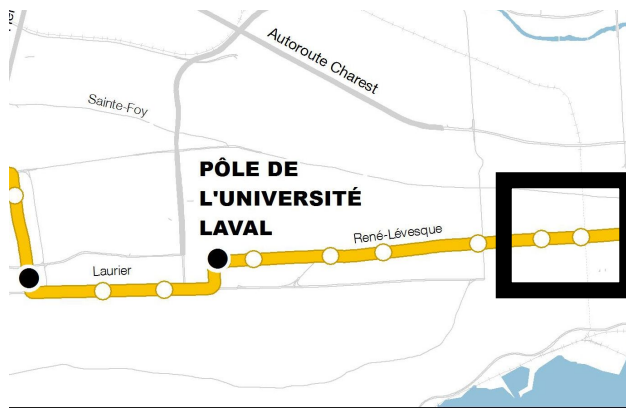 Autoroute Charest
Sainte-Foy
PÔLE DE
L'UNIVERSITÉ
LAVAL
René-Lévesque
Laurier